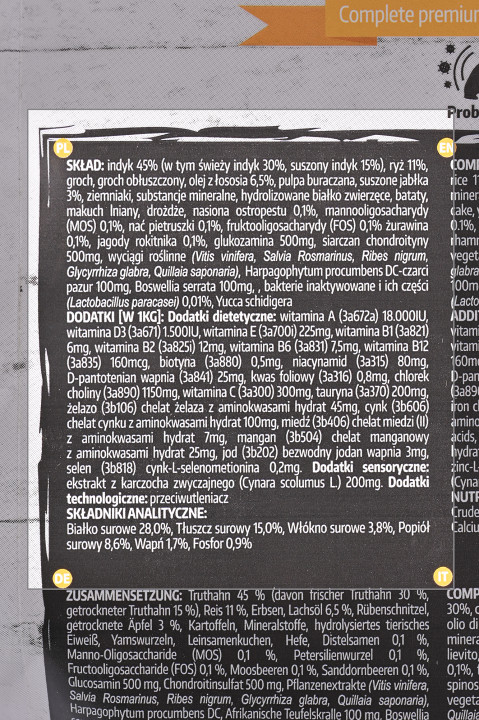 Complete premium
Prob
PL
EN
SKŁAD: indyk 45% (w tym świeży indyk 30%, suszony indyk 15%), ryż 11%,
groch, groch obłuszczony, olej z łososia 6,5%, pulpa buraczana, suszone jabłka
3%, ziemniaki, substancje mineralne, hydrolizowane białko zwierzęce, bataty,
makuch lniany, drożdże, nasiona ostropestu 0,1%, mannooligosacharydy
(MOS) 0,1%, nać pietruszki 0,1%, fruktooligosacharydy (FOS) 0,1% żurawina
0,1%, jagody rokitnika 0,1%, glukozamina 500mg, siarczan chondroityny
500mg, wyciągi roślinne (Vitis vinifera, Salvia Rosmarinus, Ribes nigrum,
Glycyrrhiza glabra, Quillaia saponaria), Harpagophytum procumbens DC-czarci
pazur 100mg, Boswellia serrata 100mg, , bakterie inaktywowane i ich części
(Lactobacillus paracasei) 0,01%, Yucca schidigera
DODATKI [W 1KG]: Dodatki dietetyczne: witamina A (3a672a) 18.000IU,
witamina D3 (3a671) 1.500IU, witamina E (3a700i) 225mg, witamina B1 (3a821)
6mg, witamina B2 (3a825i) 12mg, witamina B6 (3a831) 7,5mg, witamina B12
(3a835) 160mcg, biotyna (3a880) 0,5mg, niacynamid (3a315) 80mg,
D-pantotenian wapnia (3a841) 25mg, kwas foliowy (3a316) 0,8mg, chlorek
choliny (3a890) 1150mg, witamina C (3a300) 300mg, tauryna (3a370) 200mg,
żelazo (3b106) chelat żelaza z aminokwasami hydrat 45mg, cynk (3b606)
chelat cynku z aminokwasami hydrat 100mg, miedź (3b406) chelat miedzi (II)
z aminokwasami hydrat 7mg, mangan (3b504) chelat manganowy
z aminokwasami hydrat 25mg, jod (3b202) bezwodny jodan wapnia 3mg,
selen (3b818) cynk-L-selenometionina 0,2mg. Dodatki sensoryczne:
ekstrakt z karczocha zwyczajnego (Cynara scolumus L.) 200mg. Dodatki
technologiczne: przeciwutleniacz
SKŁADNIKI ANALITYCZNE:
Białko surowe 28,0%, Tłuszcz surowy 15,0%, Włókno surowe 3,8%, Popiół
surowy 8,6%, Wapń 1,7%, Fosfor 0,9%
DE
IT
ZUSAMMENSETZUNG: Truthahn 45 % (davon frischer Truthahn 30 %,
getrockneter Truthahn 15 %), Reis 11 %, Erbsen, Lachsöl 6,5 %, Rübenschnitzel,
getrocknete Äpfel 3 %, Kartoffeln, Mineralstoffe, hydrolysiertes tierisches
Eiweiß, Yamswurzeln, Leinsamenkuchen, Hefe, Distelsamen 0,1 %,
Manno-Oligosaccharide (MOS) 0,1 %, Petersilienwurzel 0,1 %,
Fructooligosaccharide (FOS) 0,1 %, Moosbeeren 0,1 %, Sanddornbeeren 0,1 %,
Glucosamin 500 mg, Chondroitinsulfat 500 mg, Pflanzenextrakte (Vitis vinifera,
Salvia Rosmarinus, Ribes nigrum, Glycyrrhiza glabra, Quillaia saponaria),
Harpagophytum procumbens DC, Afrikanische Teufelskralle 100 mg, Boswellia